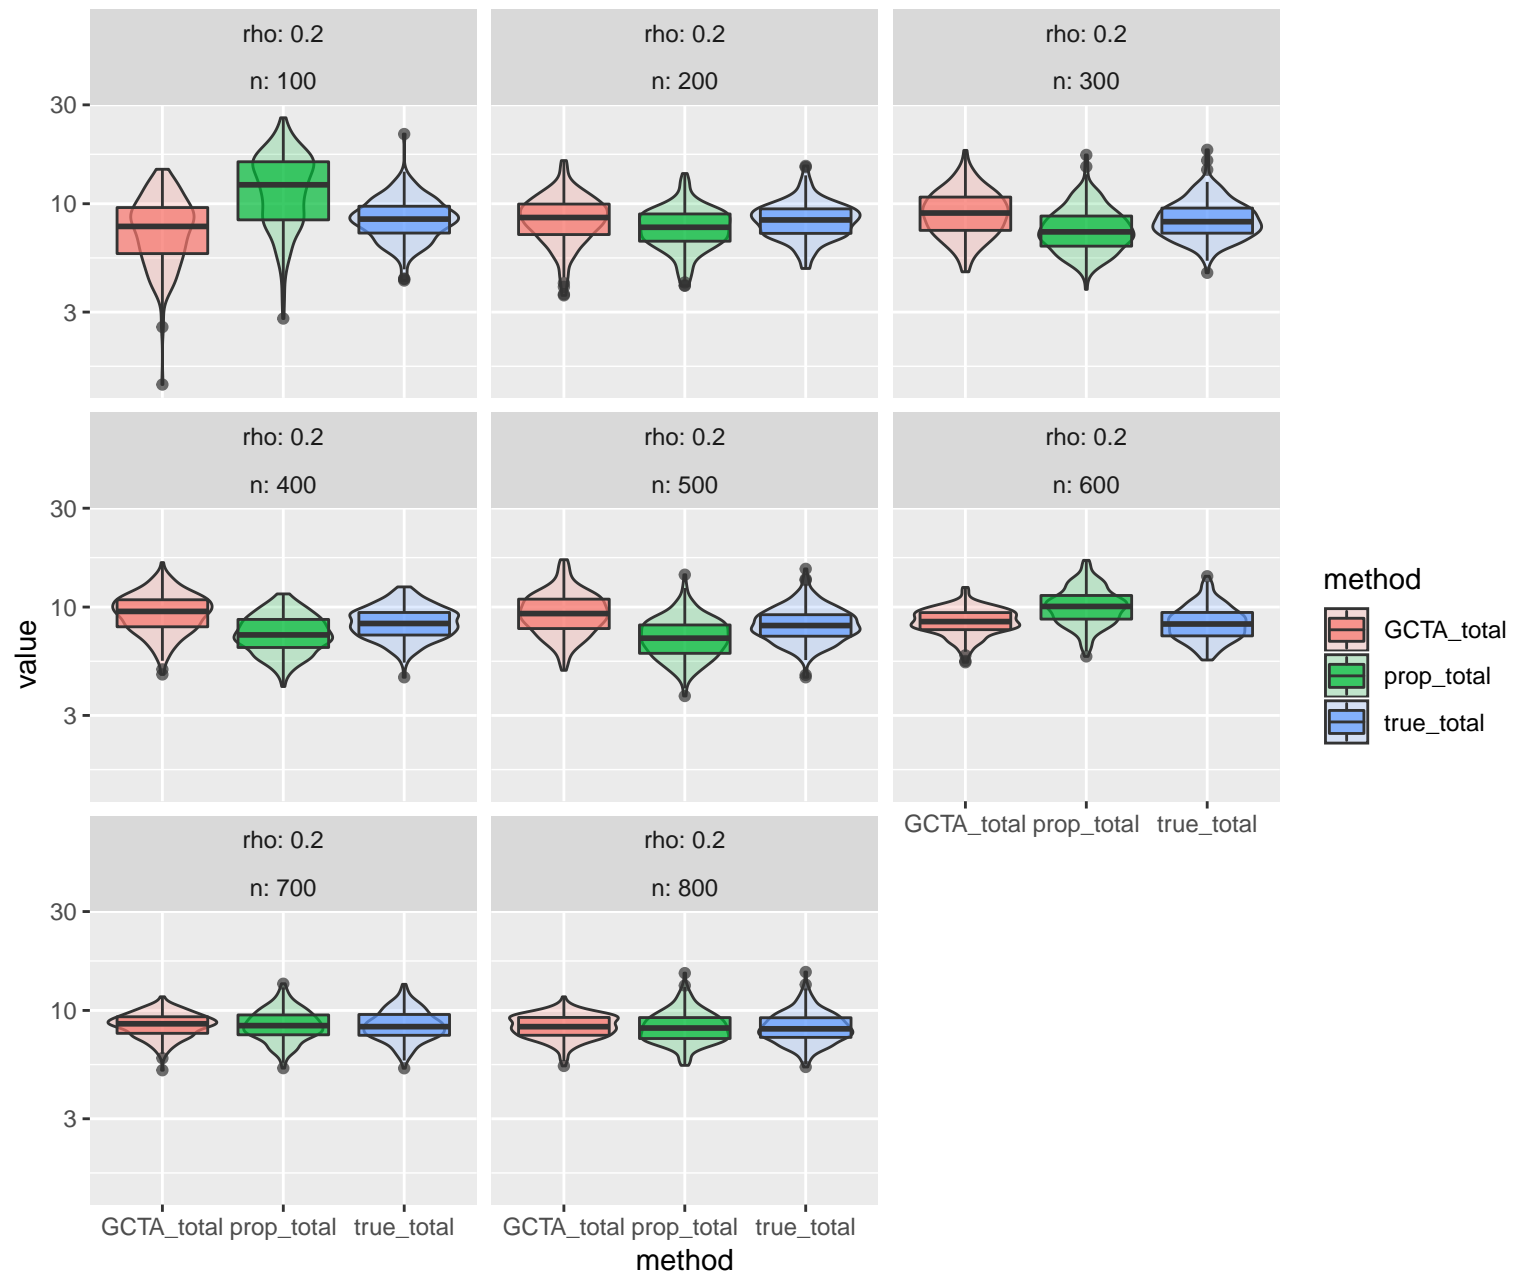 rho: 0.2
rho: 0.2
rho: 0.2
n: 100
n: 200
n: 300
30
10
3
rho: 0.2
rho: 0.2
rho: 0.2
n: 400
n: 500
n: 600
30
10
3
GCTA_total prop_total true_total
rho: 0.2
rho: 0.2
n: 700
n: 800
30
10
3
GCTA_total prop_total true_total
GCTA_total prop_total true_total
method
value
method
GCTA_total
prop_total
true_total